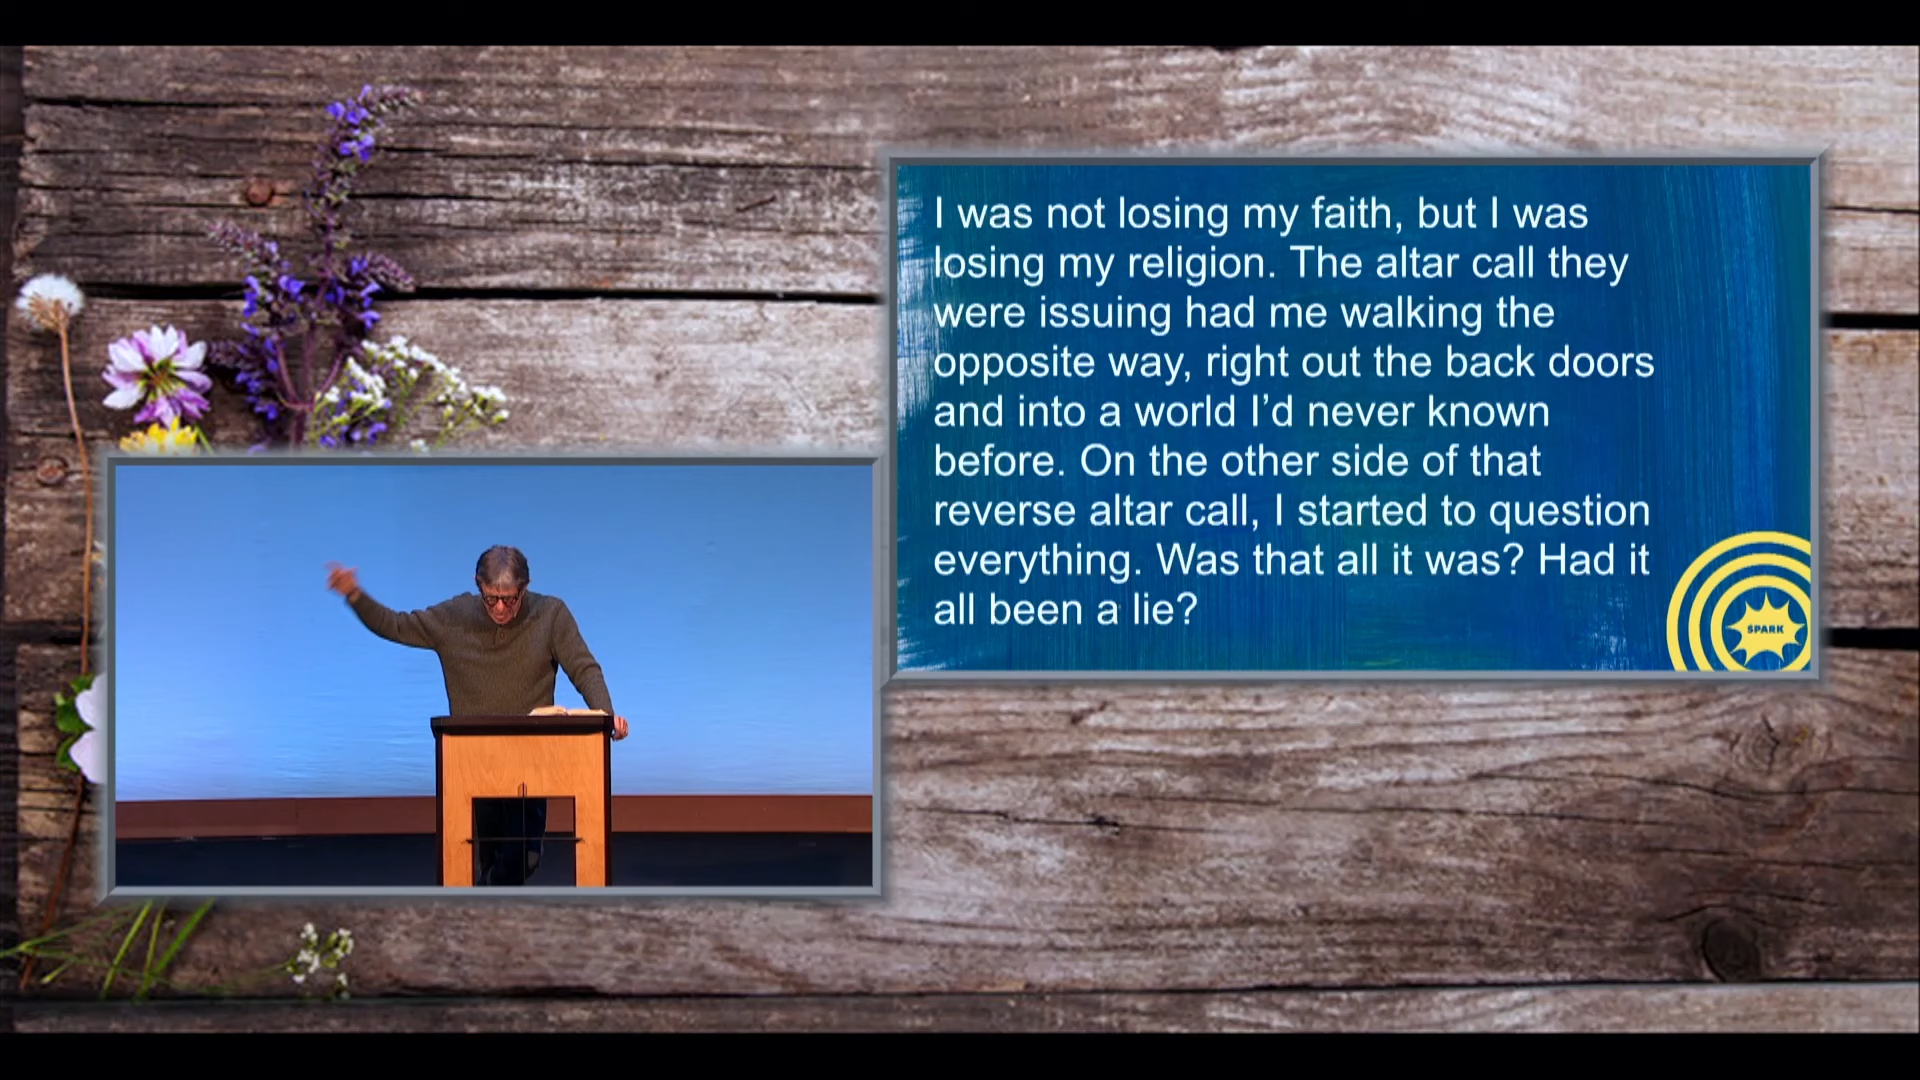 I was not losing my faith, but I was
losing my religion. The altar call they
were issuing had me walking the
opposite way, right out the back doors
and into a world I’d never known
before. On the other side of that
reverse altar call, I started to question
everything. Was that all it was? Had it
all been a lie?
SPARK